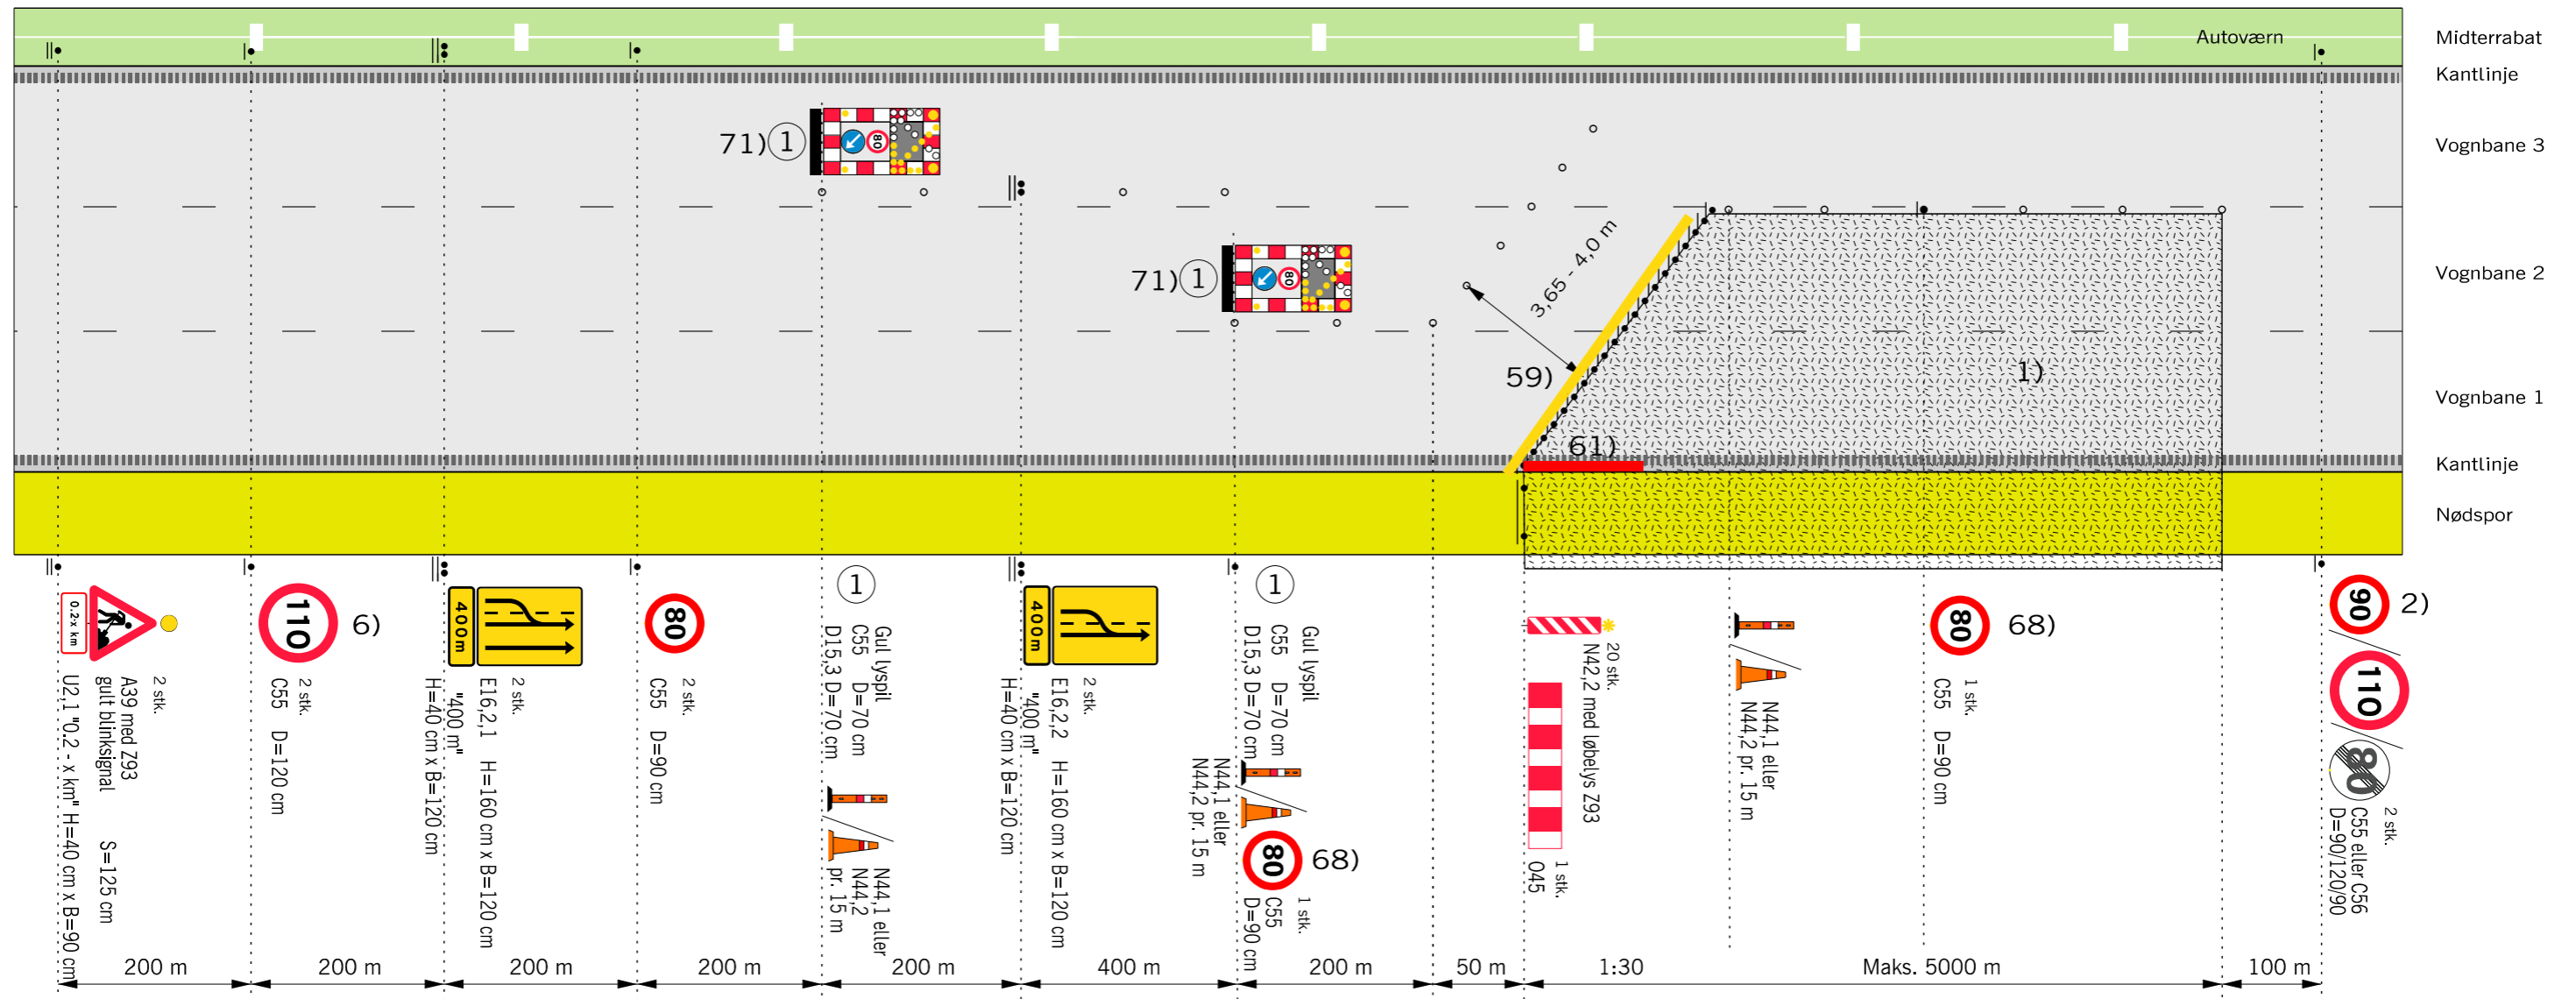 Autoværn
Midterrabat
Kantlinje
Vognbane 3
Vognbane 2
Vognbane 1
Kantlinje
Nødspor
71) 1
80
71) 1
80
3,65 - 4,0 m
59)
61)
1)
0.2-x km
2 stk.
A39 med Z93
gult blinksignal S=125 cm
U2,1 "0.2 - x km" H=40 cm x B=90 cm
110
6)
2 stk.
C55 D=120 cm
400m
2 stk.
E16,2,1 H=160 cm x B=120 cm
"400 m"
H=40 cm x B=120 cm
80
2 stk.
C55 D=90 cm
1
Gul lyspil
C55 D=70 cm
D15,3 D=70 cm
N44,1 eller
N44,2
pr. 15 m
400m
2 stk.
E16,2,2 H=160 cm x B=120 cm
"400 m"
H=40 cm x B=120 cm
1
Gul lyspil
C55 D=70 cm
D15,3 D=70 cm
N44,1 eller
N44,2 pr. 15 m
80
68)
1 stk.
C55
D=90 cm
20 stk.
N42,2 med løbelys Z93
1 stk.
O45
N44,1 eller
N44,2 pr. 15 m
80
68)
1 stk.
C55 D=90 cm
90
2)
110
80
2 stk.
C55 eller C56
D=90/120/90
200 m
200 m
200 m
200 m
200 m
400 m
200 m
50 m
1:30
Maks. 5000 m
100 m